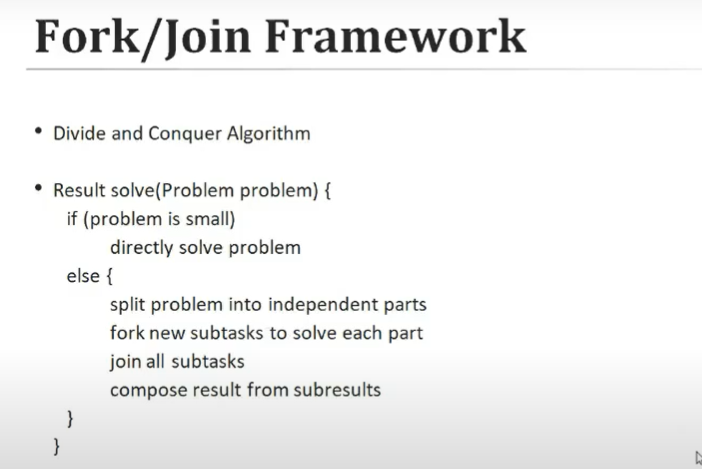 Fork/Join Framework
• Divide and Conquer Algorithm
• Result solve(Problem problem) {
if (problem is small)
directly solve problem
else {
split problem into independent parts
fork new subtasks to solve each part
join all subtasks
compose result from subresults
}
}